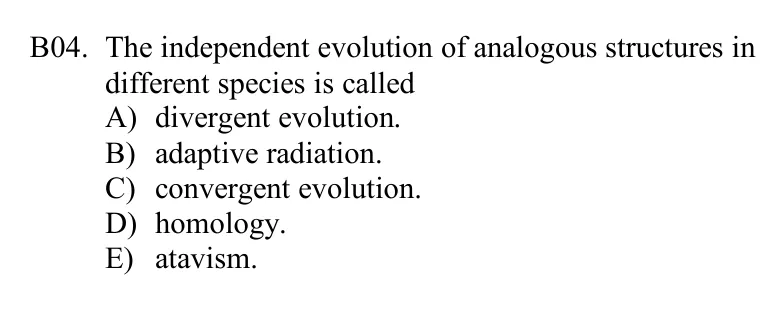 B04. The independent evolution of analogous structures in
different species is called
A) divergent evolution.
B) adaptive radiation.
C) convergent evolution.
D) homology.
E) atavism.